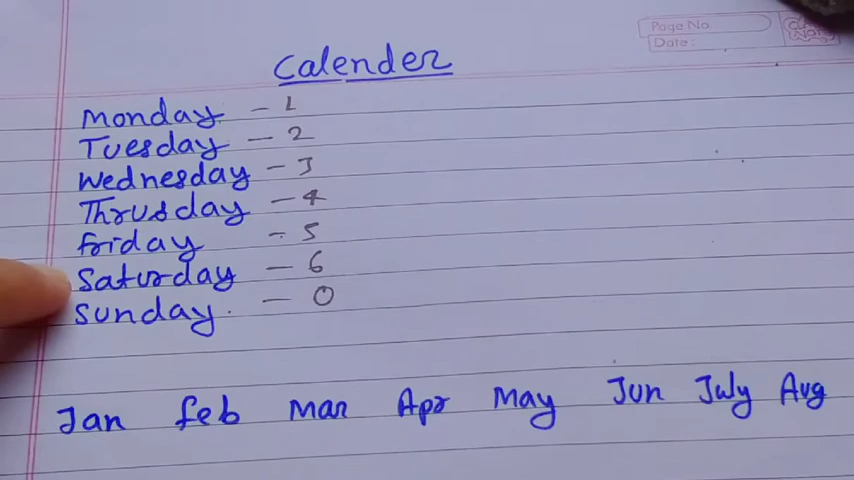 Page No.
Date:
Calender
Monday - 1
Tuesday - 2
Wednesday - 3
Thrusday - 4
friday - 5
Saturday - 6
Sunday - 0
Jan feb Mar Apr May Jun July Aug